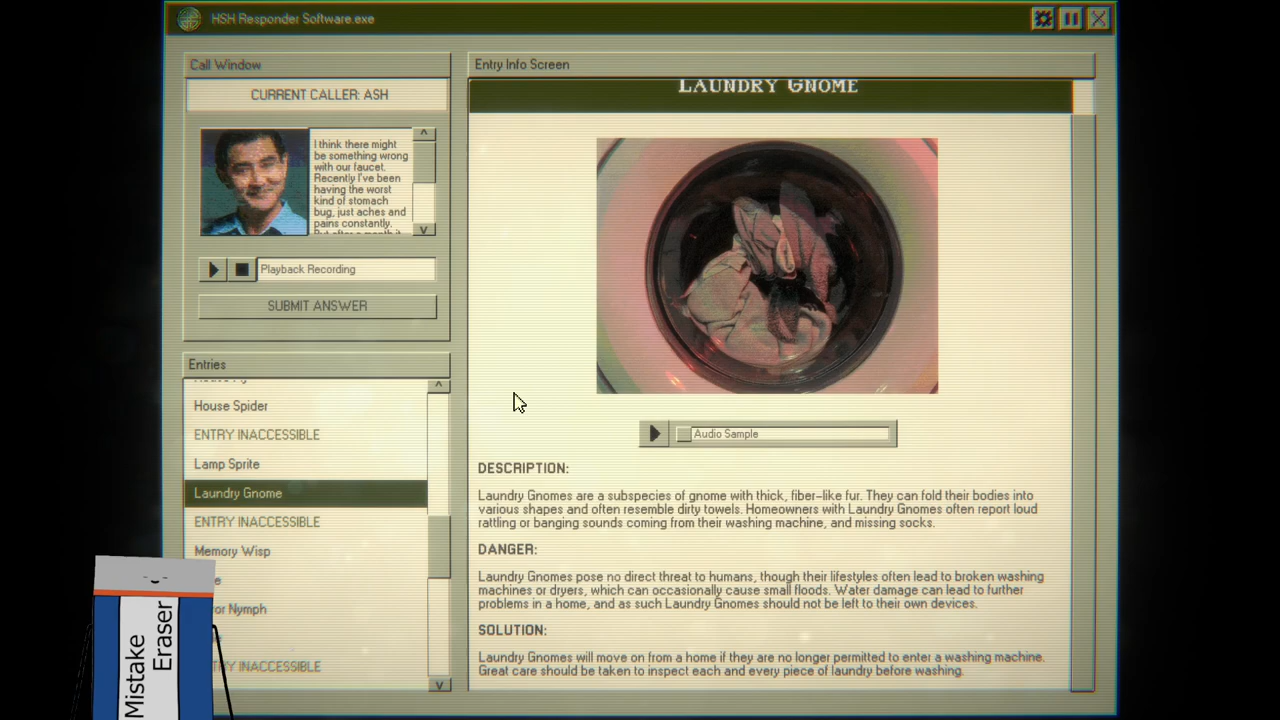 HSH Responder Software.exe
Call Window
CURRENT CALLER: ASH
I think there might
be something wrong
with our faucet.
Recently I've been
having the worst
kind of stomach
bug, just aches and
pains constantly.
But after a month it
Playback Recording
SUBMIT ANSWER
Entries
House Spider
ENTRY INACCESSIBLE
Lamp Sprite
Laundry Gnome
ENTRY INACCESSIBLE
Memory Wisp
ror Nymph
RY INACCESSIBLE
Mistake
Eraser
Entry Info Screen
LAUNDRY GNOME
Audio Sample
DESCRIPTION:
Laundry Gnomes are a subspecies of gnome with thick, fiber-like fur. They can fold their bodies into
various shapes and often resemble dirty towels. Homeowners with Laundry Gnomes often report loud
rattling or banging sounds coming from their washing machine, and missing socks.
DANGER:
Laundry Gnomes pose no direct threat to humans, though their lifestyles often lead to broken washing
machines or dryers, which can occasionally cause small floods. Water damage can lead to further
problems in a home, and as such Laundry Gnomes should not be left to their own devices.
SOLUTION:
Laundry Gnomes will move on from a home if they are no longer permitted to enter a washing machine.
Great care should be taken to inspect each and every piece of laundry before washing.